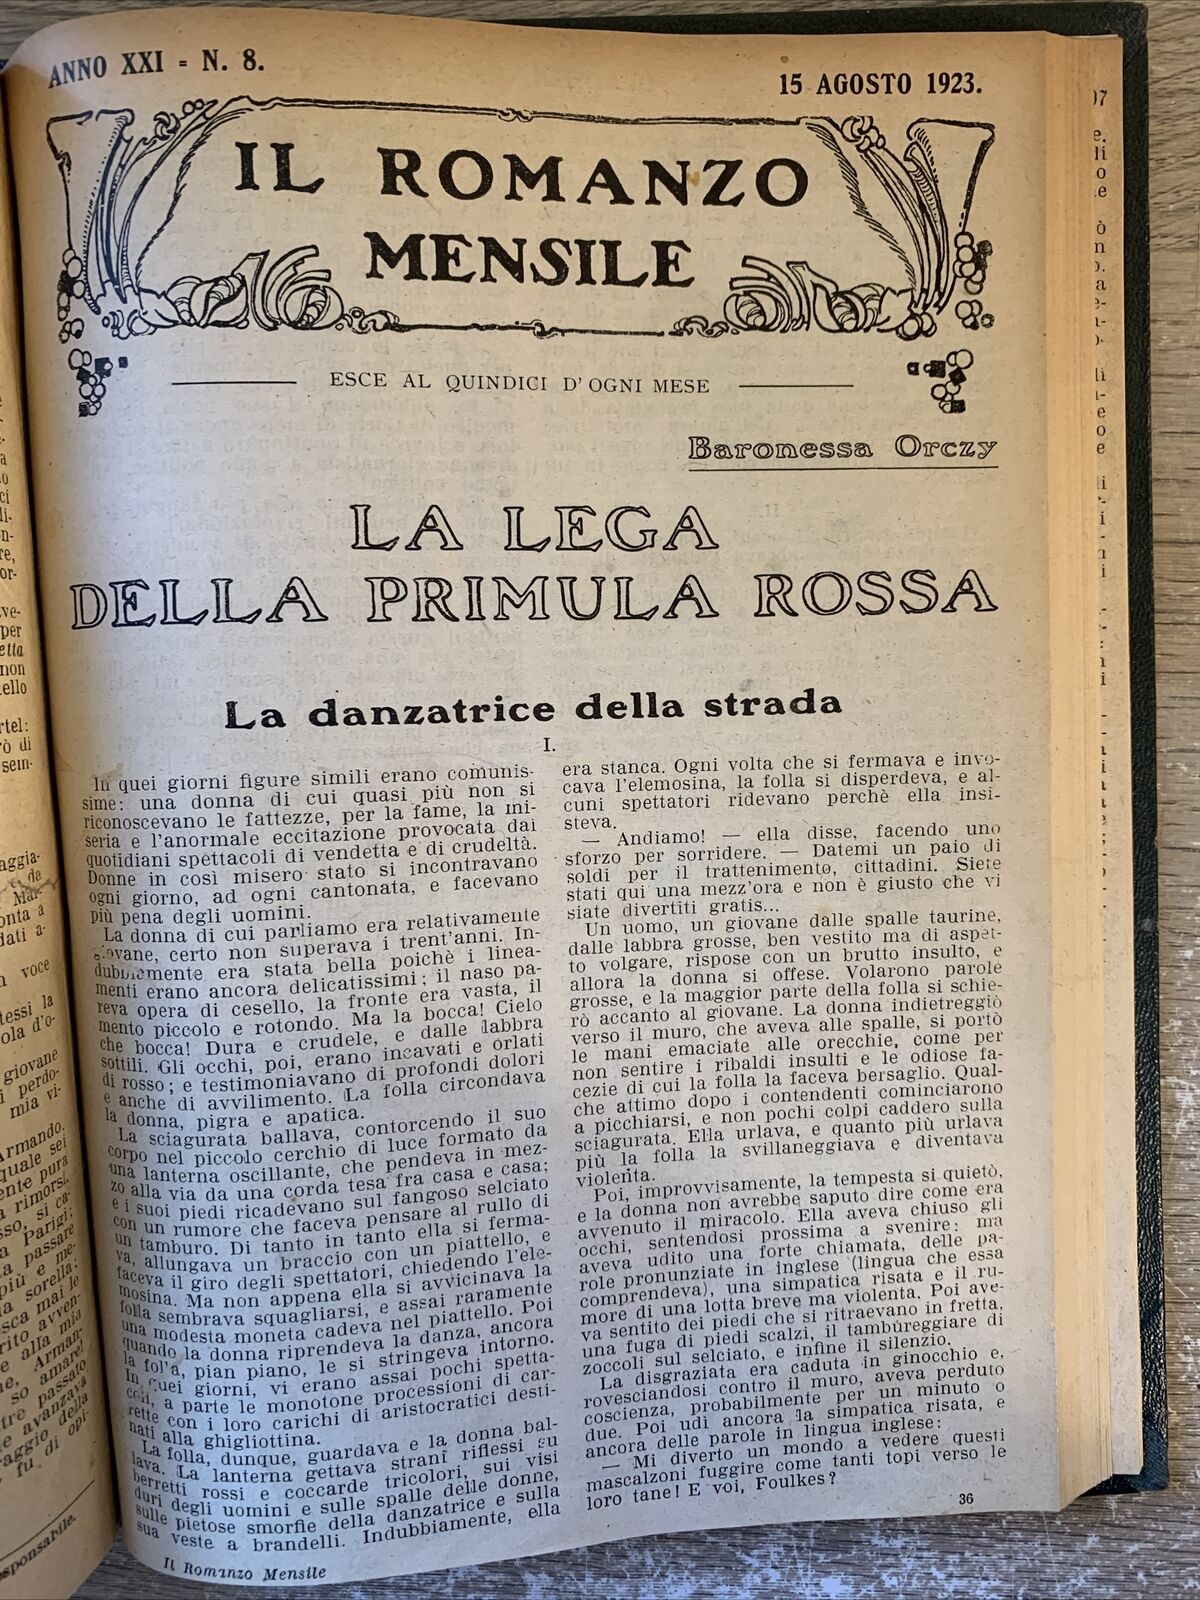 ANNO XXI = N. 8.
15 AGOSTO 1923.
IL ROMANZO
MENSILE
ESCE AL QUINDICI D'OGNI MESE
Baronessa Orczy
LA LEGA
DELLA PRIMULA ROSSA
La danzatrice della strada
I.
In quei giorni figure simili erano comunis-
sime: una donna di cui quasi più non si
riconoscevano le fattezze, per la fame, la mi-
seria e l'anormale eccitazione provocata dai
quotidiani spettacoli di vendetta e di crudeltà.
Donne in così misero stato si incontravano
ogni giorno, ad ogni cantonata, e facevano
più pena degli uomini.
La donna di cui parliamo era relativamente
giovane, certo non superava i trent'anni. In-
dubbiemente era stata bella poichè i linea-
menti erano ancora delicatissimi; il naso pa-
reva opera di cesello, la fronte era vasta, il
mento piccolo e rotondo. Ma la bocca! Cielo
che bocca! Dura e crudele, e dalle labbra
sottili. Gli occhi, poi, erano incavati e orlati
di rosso; e testimoniavano di profondi dolori
e anche di avvilimento. La folla circondava
la donna, pigra e apatica.
La sciagurata ballava, contorcendo il suo
corpo nel piccolo cerchio di luce formato da
una lanterna oscillante, che pendeva in mez-
zo alla via da una corda tesa fra casa e casa;
e i suoi piedi ricadevano sul fangoso selciato
con un rumore che faceva pensare al rullo di
un tamburo. Di tanto in tanto ella si ferma-
va, allungava un braccio con un piattello, e
faceva il giro degli spettatori, chiedendo l'ele-
mosina. Ma non appena ella si avvicinava la
folla sembrava squagliarsi, e assai raramente
una modesta moneta cadeva nel piattello. Poi
quando la donna riprendeva la danza, ancora
la fol'a, pian piano, le si stringeva intorno.
In quei giorni, vi erano assai pochi spetta-
coli, a parte le monotone processioni di car-
rette con i loro carichi di aristocratici desti-
nati alla ghigliottina.
La folla, dunque, guardava e la donna bal-
lava. La lanterna gettava strani riflessi su
berretti rossi e coccarde tricolori, sui visi
duri degli uomini e sulle spalle delle donne,
sulle pietose smorfie della danzatrice e sulla
sua veste a brandelli. Indubbiamente, ella
Il Romanzo Mensile
era stanca. Ogni volta che si fermava e invo-
cava l'elemosina, la folla si disperdeva, e al-
cuni spettatori ridevano perchè ella insi-
steva.
— Andiamo! — ella disse, facendo uno
sforzo per sorridere. — Datemi un paio di
soldi per il trattenimento, cittadini. Siete
stati qui una mezz'ora e non è giusto che vi
siate divertiti gratis...
Un uomo, un giovane dalle spalle taurine,
dalle labbra grosse, ben vestito ma di aspet-
to volgare, rispose con un brutto insulto, e
allora la donna si offese. Volarono parole
grosse, e la maggior parte della folla si schie-
rò accanto al giovane. La donna indietreggiò
verso il muro, che aveva alle spalle, si portò
le mani emaciate alle orecchie, come per
non sentire i ribaldi insulti e le odiose fa-
cezie di cui la folla la faceva bersaglio. Qual-
che attimo dopo i contendenti cominciarono
a picchiarsi, e non pochi colpi caddero sulla
sciagurata. Ella urlava, e quanto più urlava
più la folla la svillaneggiava e diventava
violenta.
Poi, improvvisamente, la tempesta si quietò,
e la donna non avrebbe saputo dire come era
avvenuto il miracolo. Ella aveva chiuso gli
occhi, sentendosi prossima a svenire: ma
aveva udito una forte chiamata, delle pa-
role pronunziate in inglese (lingua che essa
comprendeva), una simpatica risata e il ru-
more di una lotta breve ma violenta. Poi ave-
va sentito dei piedi che si ritraevano in fretta,
una fuga di piedi scalzi, il tambúreggiare di
zoccoli sul selciato, e infine il silenzio.
La disgraziata era caduta in ginocchio e,
rovesciandosi contro il muro, aveva perduto
coscienza, probabilmente per un minuto o
due. Poi udì ancora la simpatica risata, e
ancora delle parole in lingua inglese:
— Mi diverto un mondo a vedere questi
mascalzoni fuggire come tanti topi verso le
loro tane! E voi, Foulkes?
36